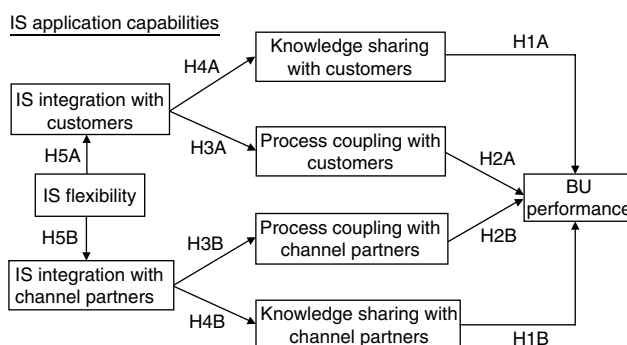 IS application capabilities
Knowledge sharing
with customers
H1A
H4A
IS integration with
customers
H3A
Process coupling with
customers
H2A
H5A
IS flexibility
BU
performance
H5B
Process coupling with
channel partners
H2B
H3B
IS integration with
channel partners
H4B
Knowledge sharing with
channel partners
H1B